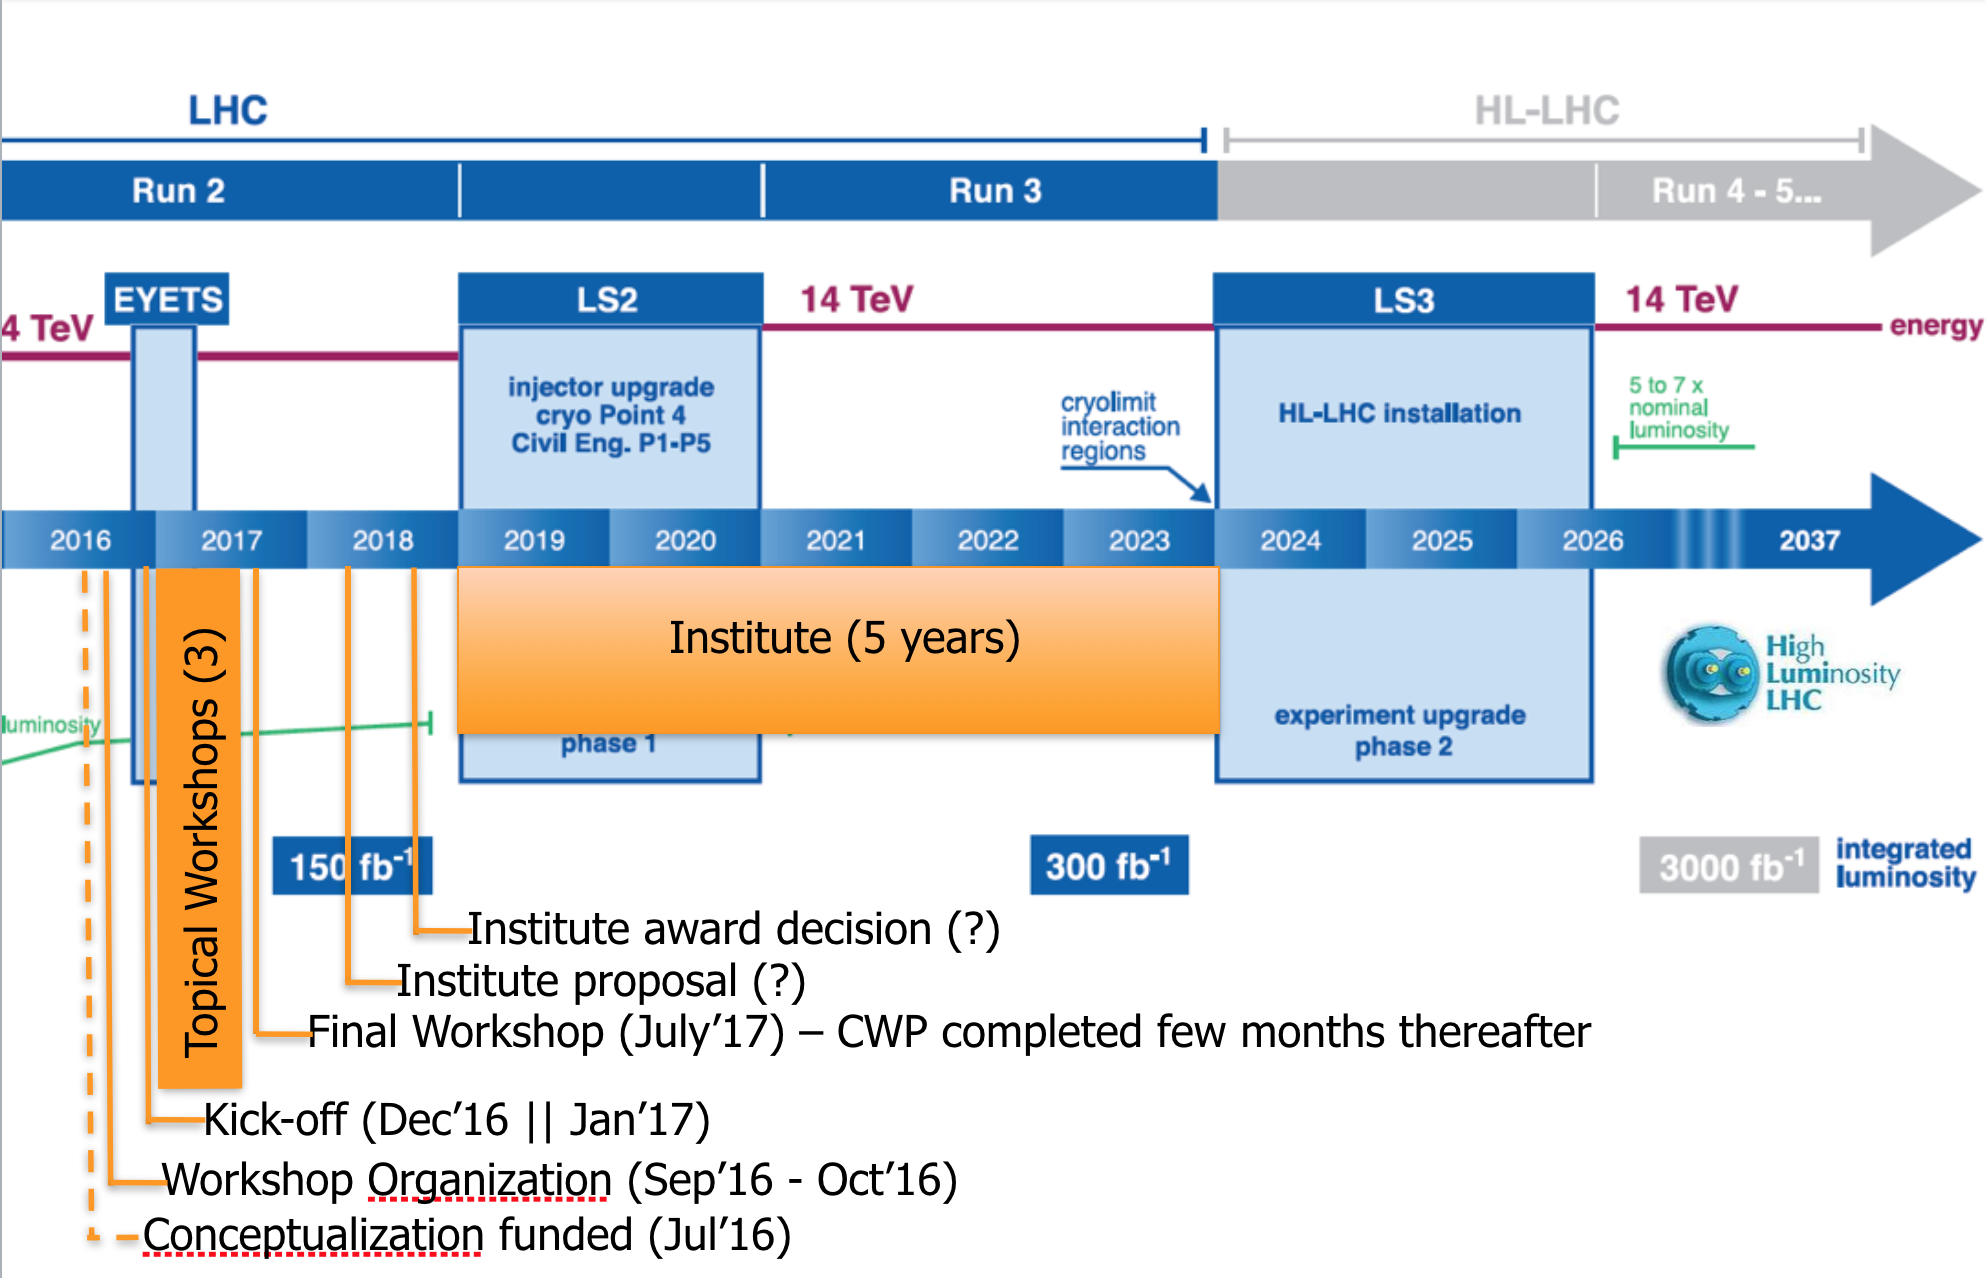 LHC
HL-LHC
Run 2
Run 3
Run 4 - 5...
EYETS
LS2
14 TeV
LS3
14 TeV
4 TeV
energy
injector upgrade
cryo Point 4
Civil Eng. P1-P5
cryolimit
interaction
regions
HL-LHC installation
5 to 7 x
nominal
luminosity
2016
2017
2018
2019
2020
2021
2022
2023
2024
2025
2026
2037
Topical Workshops (3)
Institute (5 years)
luminosity
phase 1
experiment upgrade
phase 2
High
Luminosity
LHC
150 fb-1
300 fb-1
3000 fb-1
integrated
luminosity
Institute award decision (?)
Institute proposal (?)
Final Workshop (July’17) – CWP completed few months thereafter
Kick-off (Dec’16 || Jan’17)
Workshop Organization (Sep’16 - Oct’16)
Conceptualization funded (Jul’16)